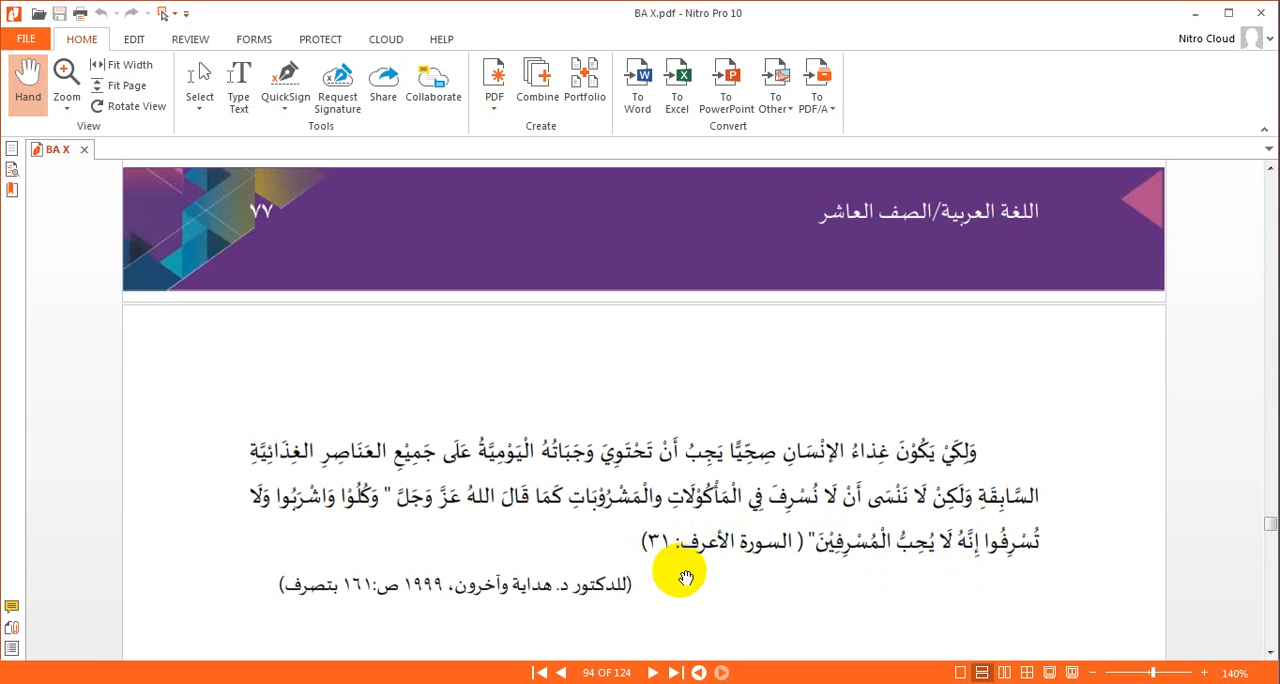 BA X.pdf - Nitro Pro 10
FILE HOME EDIT REVIEW FORMS PROTECT CLOUD HELP
Nitro Cloud
Hand
Zoom
Fit Width
Fit Page
Rotate View
View
Select
Type Text
QuickSign
Request Signature
Share
Collaborate
Tools
PDF
Combine
Portfolio
Create
To Word
To Excel
To PowerPoint
To Other
To PDF/A
Convert
BA X
اللغة العربية/الصف العاشر
٧٧
وَلِكَيْ يَكُوْنَ غِذَاءُ الإِنْسَانِ صِحِّيًّا يَجِبُ أَنْ تَحْتَوِيَ وَجَبَاتُهُ الْيَوْمِيَّةُ عَلَى جَمِيْعِ العَنَاصِرِ الغِذَائِيَّةِ
السَّابِقَةِ وَلَكِنْ لَا نَنْسَى أَنْ لَا نُسْرِفَ فِي الْمَأْكُوْلَاتِ والْمَشْرُوْبَاتِ كَمَا قَالَ اللهُ عَزَّ وَجَلَّ " وَكُلُوْا وَاشْرَبُوا وَلَا
تُسْرِفُوا إِنَّهُ لَا يُحِبُّ الْمُسْرِفِيْنَ" ( السورة الأعرف: ٣١)
(للدكتور د. هداية وآخرون، ١٩٩٩ ص:١٦١ بتصرف)
94 OF 124
140%